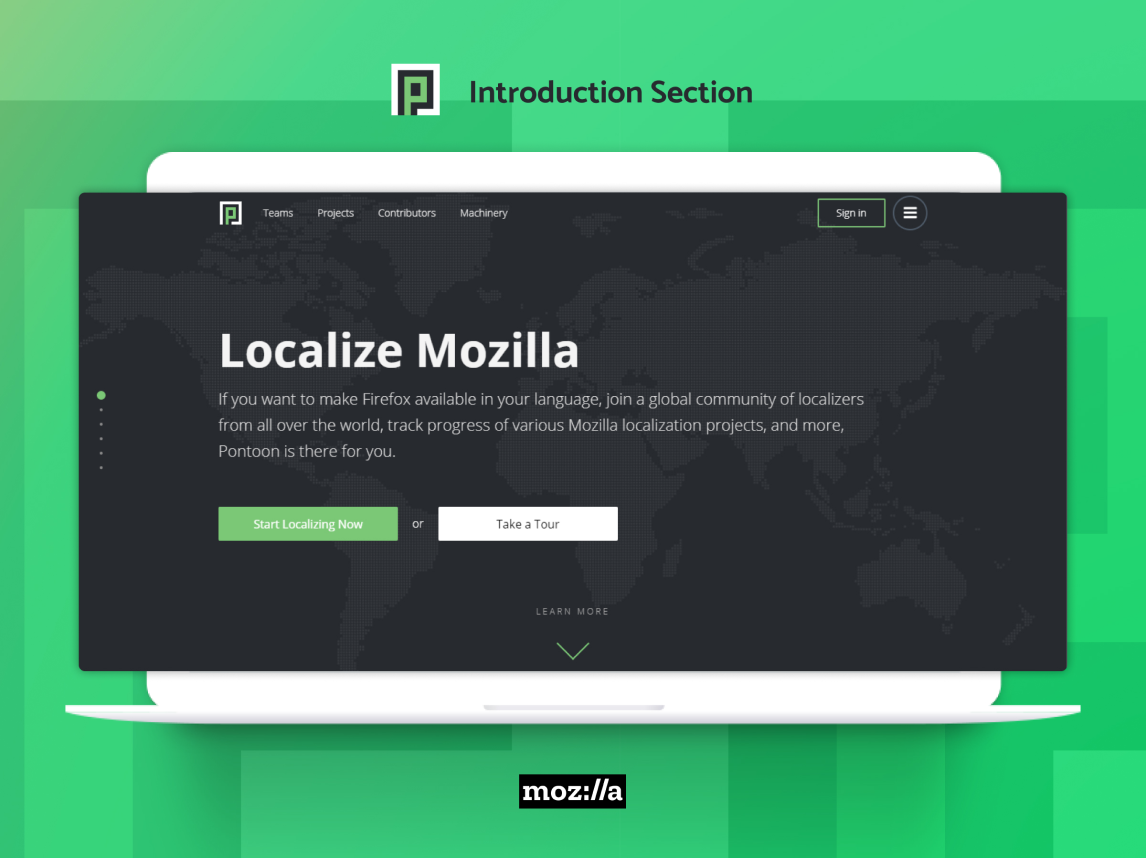 Introduction Section
Teams Projects Contributors Machinery Sign in
Localize Mozilla
If you want to make Firefox available in your language, join a global community of localizers
from all over the world, track progress of various Mozilla localization projects, and more,
Pontoon is there for you.
Start Localizing Now or Take a Tour
LEARN MORE
moz://a